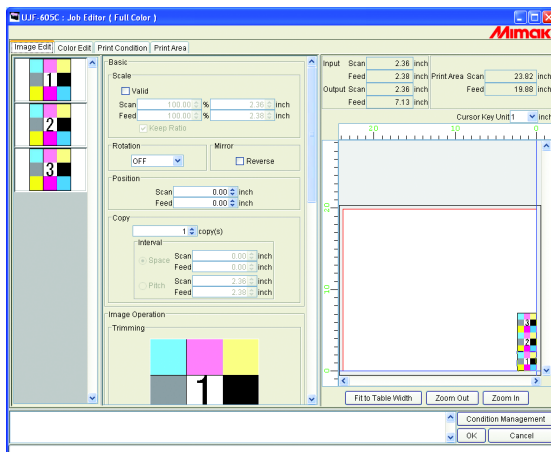 UJF-605C : Job Editor ( Full Color )
Mimaki
Image Edit Color Edit Print Condition Print Area
1
2
3
Basic
Scale
Valid
Scan 100.00 % 2.36 inch
Feed 100.00 % 2.38 inch
Keep Ratio
Rotation
OFF
Mirror
Reverse
Position
Scan 0.00 inch
Feed 0.00 inch
Copy
1 copy(s)
Interval
Space
Scan 0.00 inch
Feed 0.00 inch
Pitch
Scan 2.36 inch
Feed 2.38 inch
Image Operation
Trimming
1
Input Scan 2.36 inch
Feed 2.38 inch
Output Scan 2.36 inch
Feed 7.13 inch
Print Area Scan 23.82 inch
Feed 19.88 inch
Cursor Key Unit 1 inch
20 10 0
20
10
0
3
2
1
Fit to Table Width Zoom Out Zoom In
Condition Management
OK Cancel